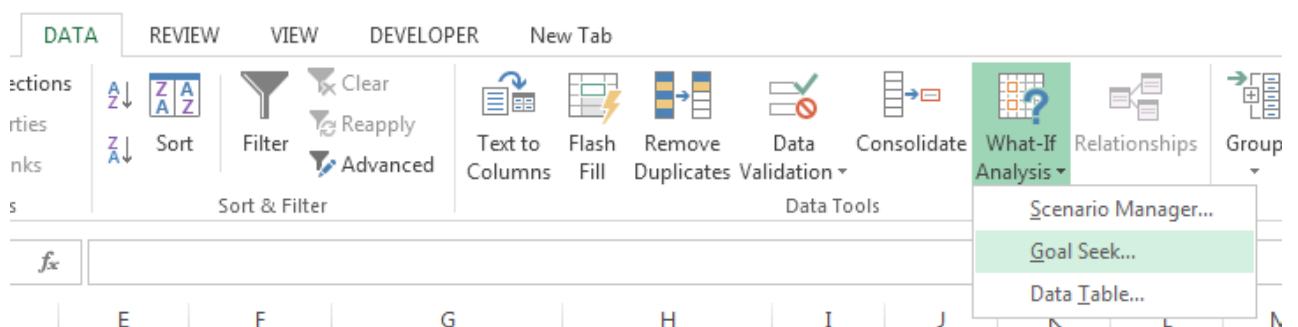 DATA REVIEW VIEW DEVELOPER New Tab
ections
rties
nks
s
A Z
Z A
Z A
A Z
Sort
Filter
Clear
Reapply
Advanced
Sort & Filter
Text to
Columns
Flash
Fill
Remove
Duplicates
Data
Validation
Consolidate
What-If
Analysis
Relationships
Group
Data Tools
Scenario Manager...
Goal Seek...
Data Table...
fx
E F G H I J